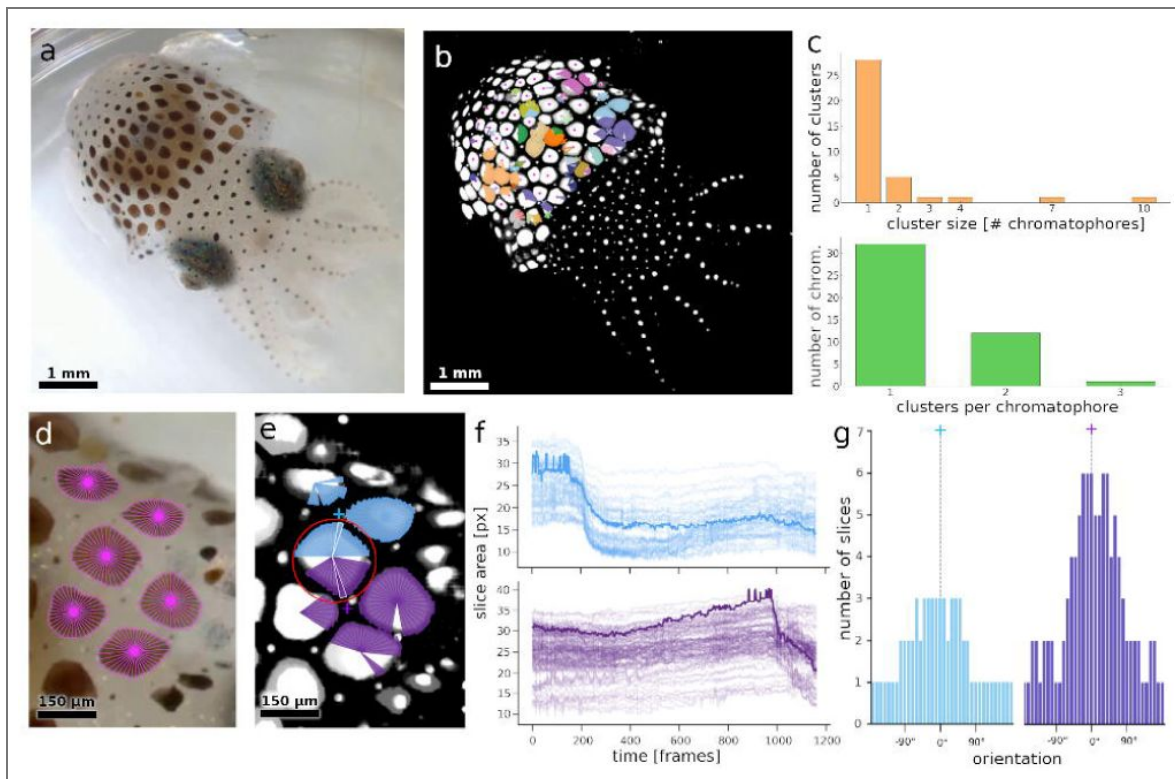 a
1 mm
b
1 mm
c
number of clusters
25
20
15
10
5
0
1 2 3 4 7 10
cluster size [# chromatophores]
number of chrom.
30
25
20
15
10
5
0
1 2 3
clusters per chromatophore
d
150 µm
e
150 µm
f
slice area [px]
35
30
25
20
15
10
40
35
30
25
20
15
10
0 200 400 600 800 1000 1200
time [frames]
g
number of slices
7
6
5
4
3
2
1
0
-90° 0° 90° -90° 0° 90°
orientation